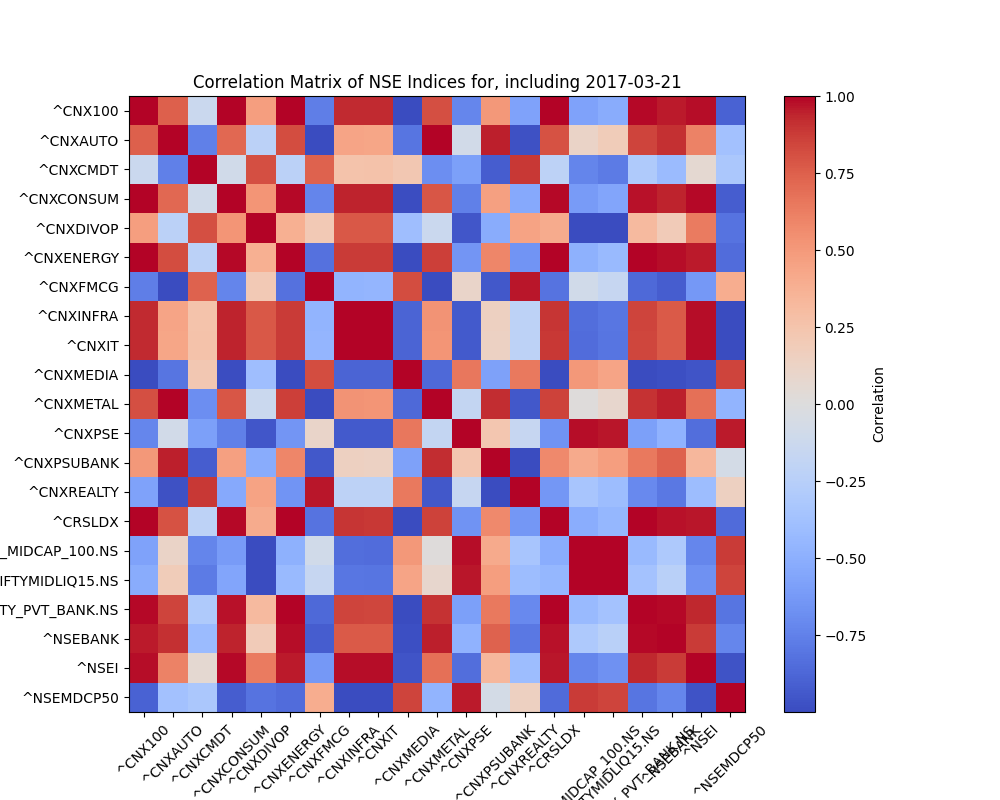 Correlation Matrix of NSE Indices for, including 2017-03-21
^CNX100
^CNXAUTO
^CNXCMDT
^CNXCONSUM
^CNXDIVOP
^CNXENERGY
^CNXFMCG
^CNXINFRA
^CNXIT
^CNXMEDIA
^CNXMETAL
^CNXPSE
^CNXPSUBANK
^CNXREALTY
^CRSLDX
_MIDCAP_100.NS
IFTYMIDLIQ15.NS
TY_PVT_BANK.NS
^NSEBANK
^NSEI
^NSEMDCP50
^CNX100
^CNXAUTO
^CNXCMDT
^CNXCONSUM
^CNXDIVOP
^CNXENERGY
^CNXFMCG
^CNXINFRA
^CNXIT
^CNXMEDIA
^CNXMETAL
^CNXPSE
^CNXPSUBANK
^CNXREALTY
^CRSLDX
MIDCAP_100.NS
TYMIDLIQ15.NS
PVT_BANK.NS
^NSEBANK
^NSEI
^NSEMDCP50
1.00
0.75
0.50
0.25
0.00
−0.25
−0.50
−0.75
Correlation